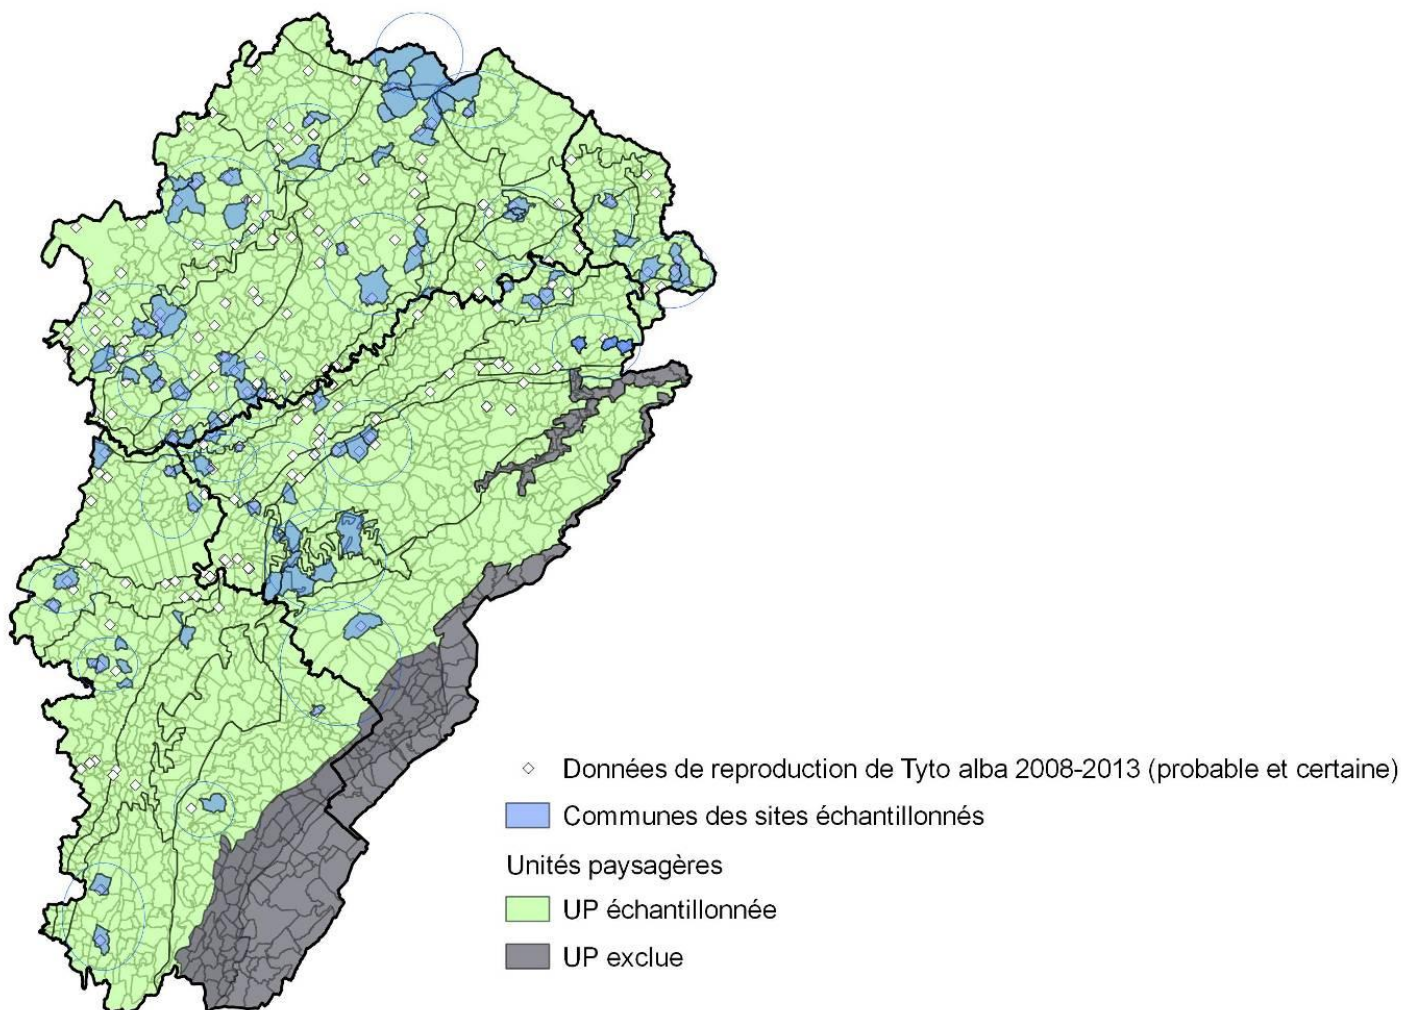 Données de reproduction de Tyto alba 2008-2013 (probable et certaine)
Communes des sites échantillonnés
Unités paysagères
UP échantillonnée
UP exclue